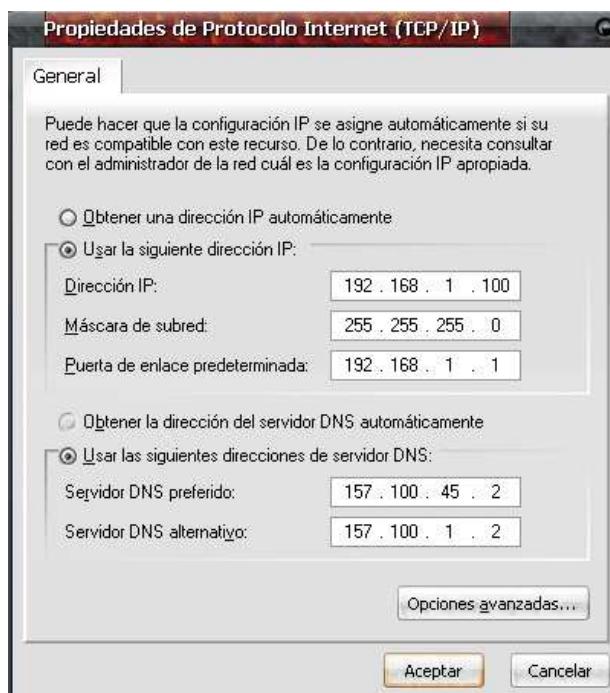 Propiedades de Protocolo Internet (TCP/IP)
General
Puede hacer que la configuración IP se asigne automáticamente si su
red es compatible con este recurso. De lo contrario, necesita consultar
con el administrador de la red cuál es la configuración IP apropiada.
Obtener una dirección IP automáticamente
Usar la siguiente dirección IP:
Dirección IP: 192 . 168 . 1 . 100
Máscara de subred: 255 . 255 . 255 . 0
Puerta de enlace predeterminada: 192 . 168 . 1 . 1
Obtener la dirección del servidor DNS automáticamente
Usar las siguientes direcciones de servidor DNS:
Servidor DNS preferido: 157 . 100 . 45 . 2
Servidor DNS alternativo: 157 . 100 . 1 . 2
Opciones avanzadas...
Aceptar Cancelar